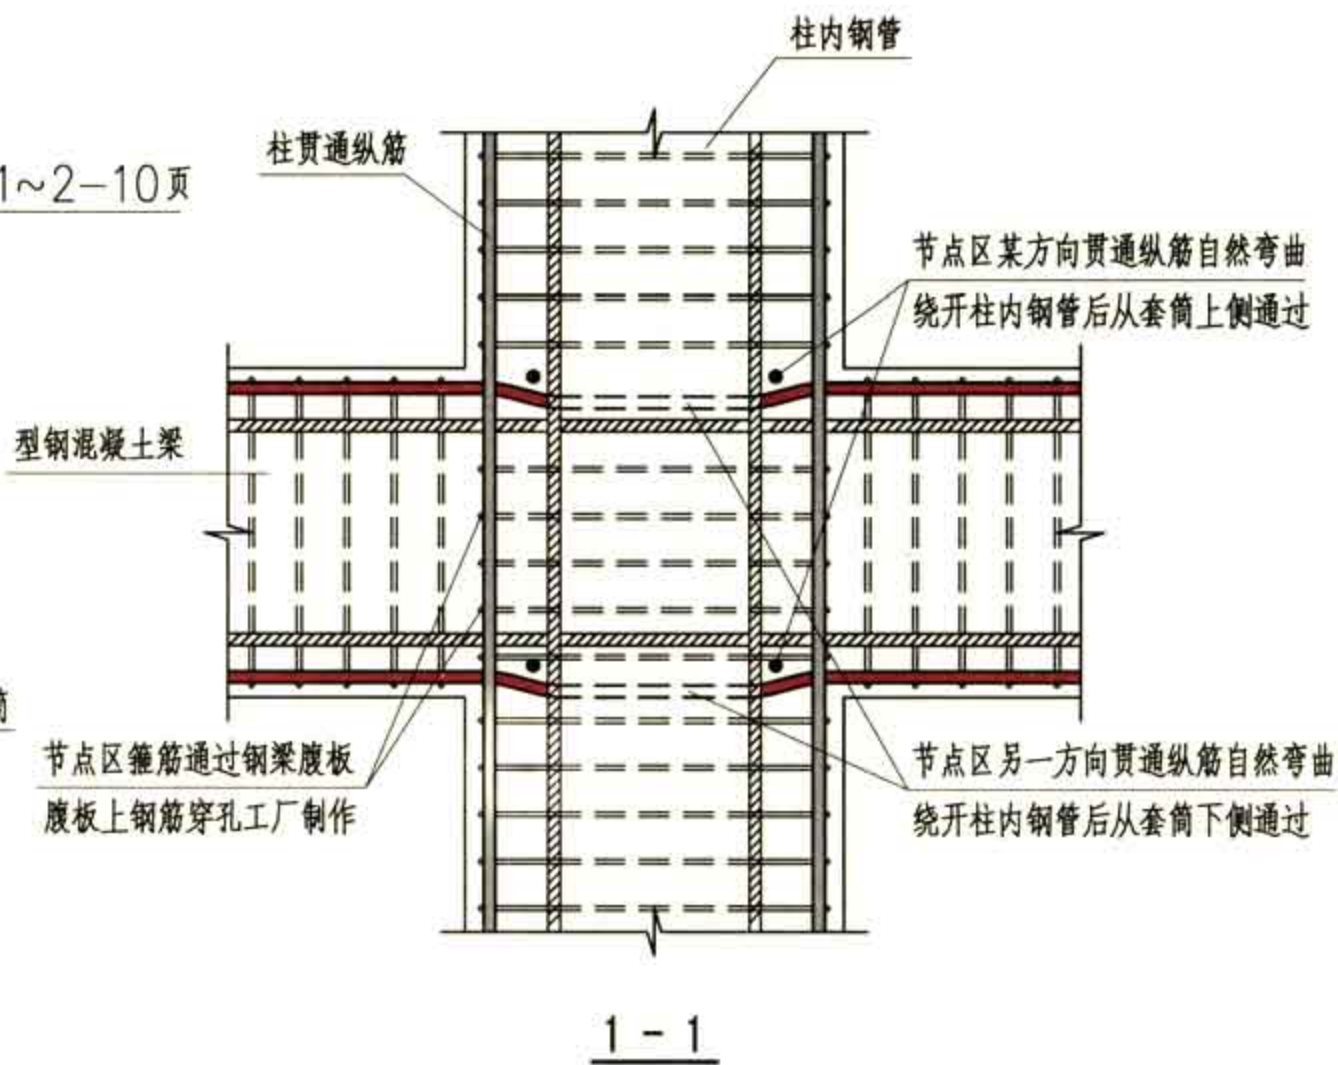 柱内钢管
柱贯通纵筋
1~2-10页
节点区某方向贯通纵筋自然弯曲
绕开柱内钢管后从套筒上侧通过
型钢混凝土梁
节点区箍筋通过钢梁腹板
腹板上钢筋穿孔工厂制作
节点区另一方向贯通纵筋自然弯曲
绕开柱内钢管后从套筒下侧通过
1-1